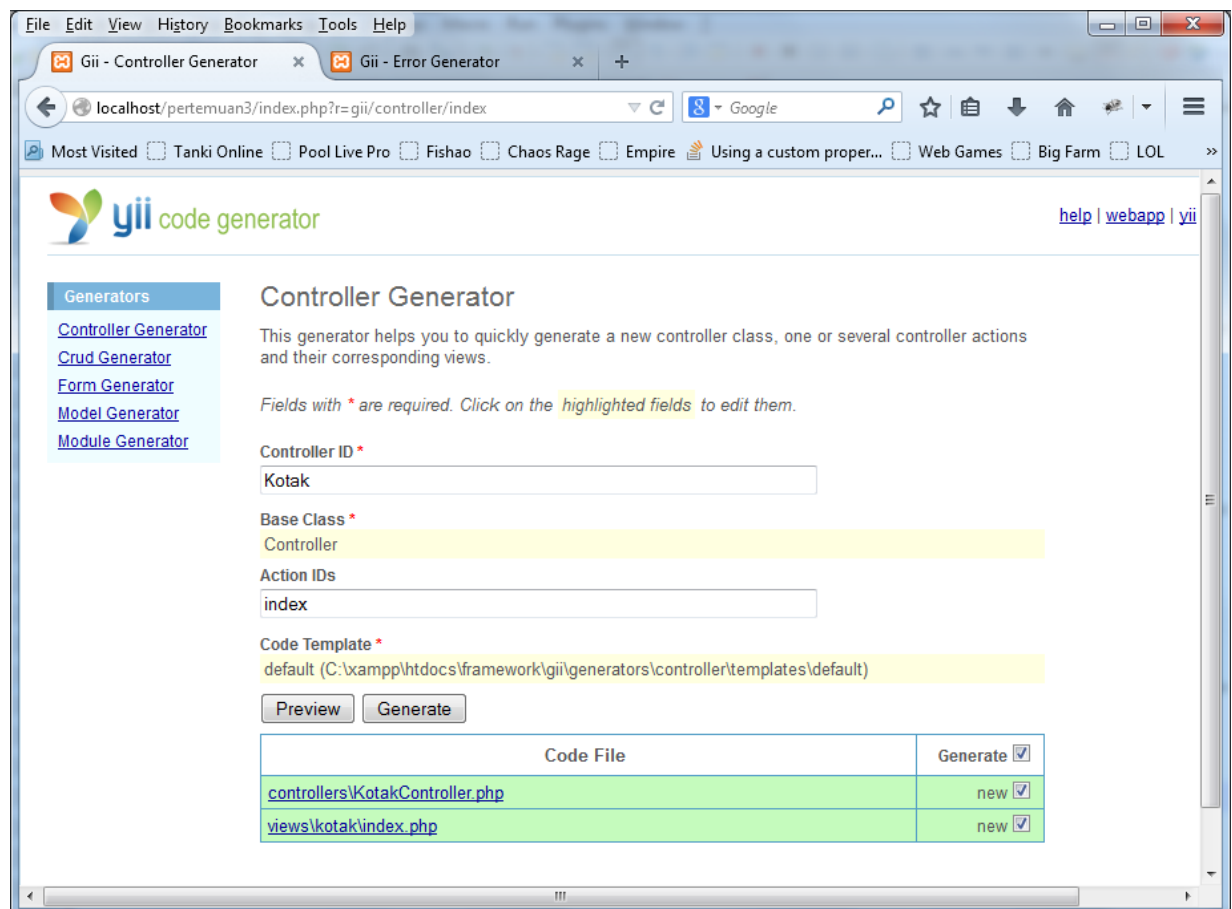 File Edit View History Bookmarks Tools Help
Gii - Controller Generator
Gii - Error Generator
localhost/pertemuan3/index.php?r=gii/controller/index
Google
Most Visited Tanki Online Pool Live Pro Fishao Chaos Rage Empire Using a custom proper... Web Games Big Farm LOL
yii code generator
help | webapp | yii
Generators
Controller Generator
Crud Generator
Form Generator
Model Generator
Module Generator
Controller Generator
This generator helps you to quickly generate a new controller class, one or several controller actions
and their corresponding views.
Fields with * are required. Click on the highlighted fields to edit them.
Controller ID *
Kotak
Base Class *
Controller
Action IDs
index
Code Template *
default (C:\xampp\htdocs\framework\gii\generators\controller\templates\default)
Preview Generate
Code File Generate
controllers\KotakController.php new
views\kotak\index.php new